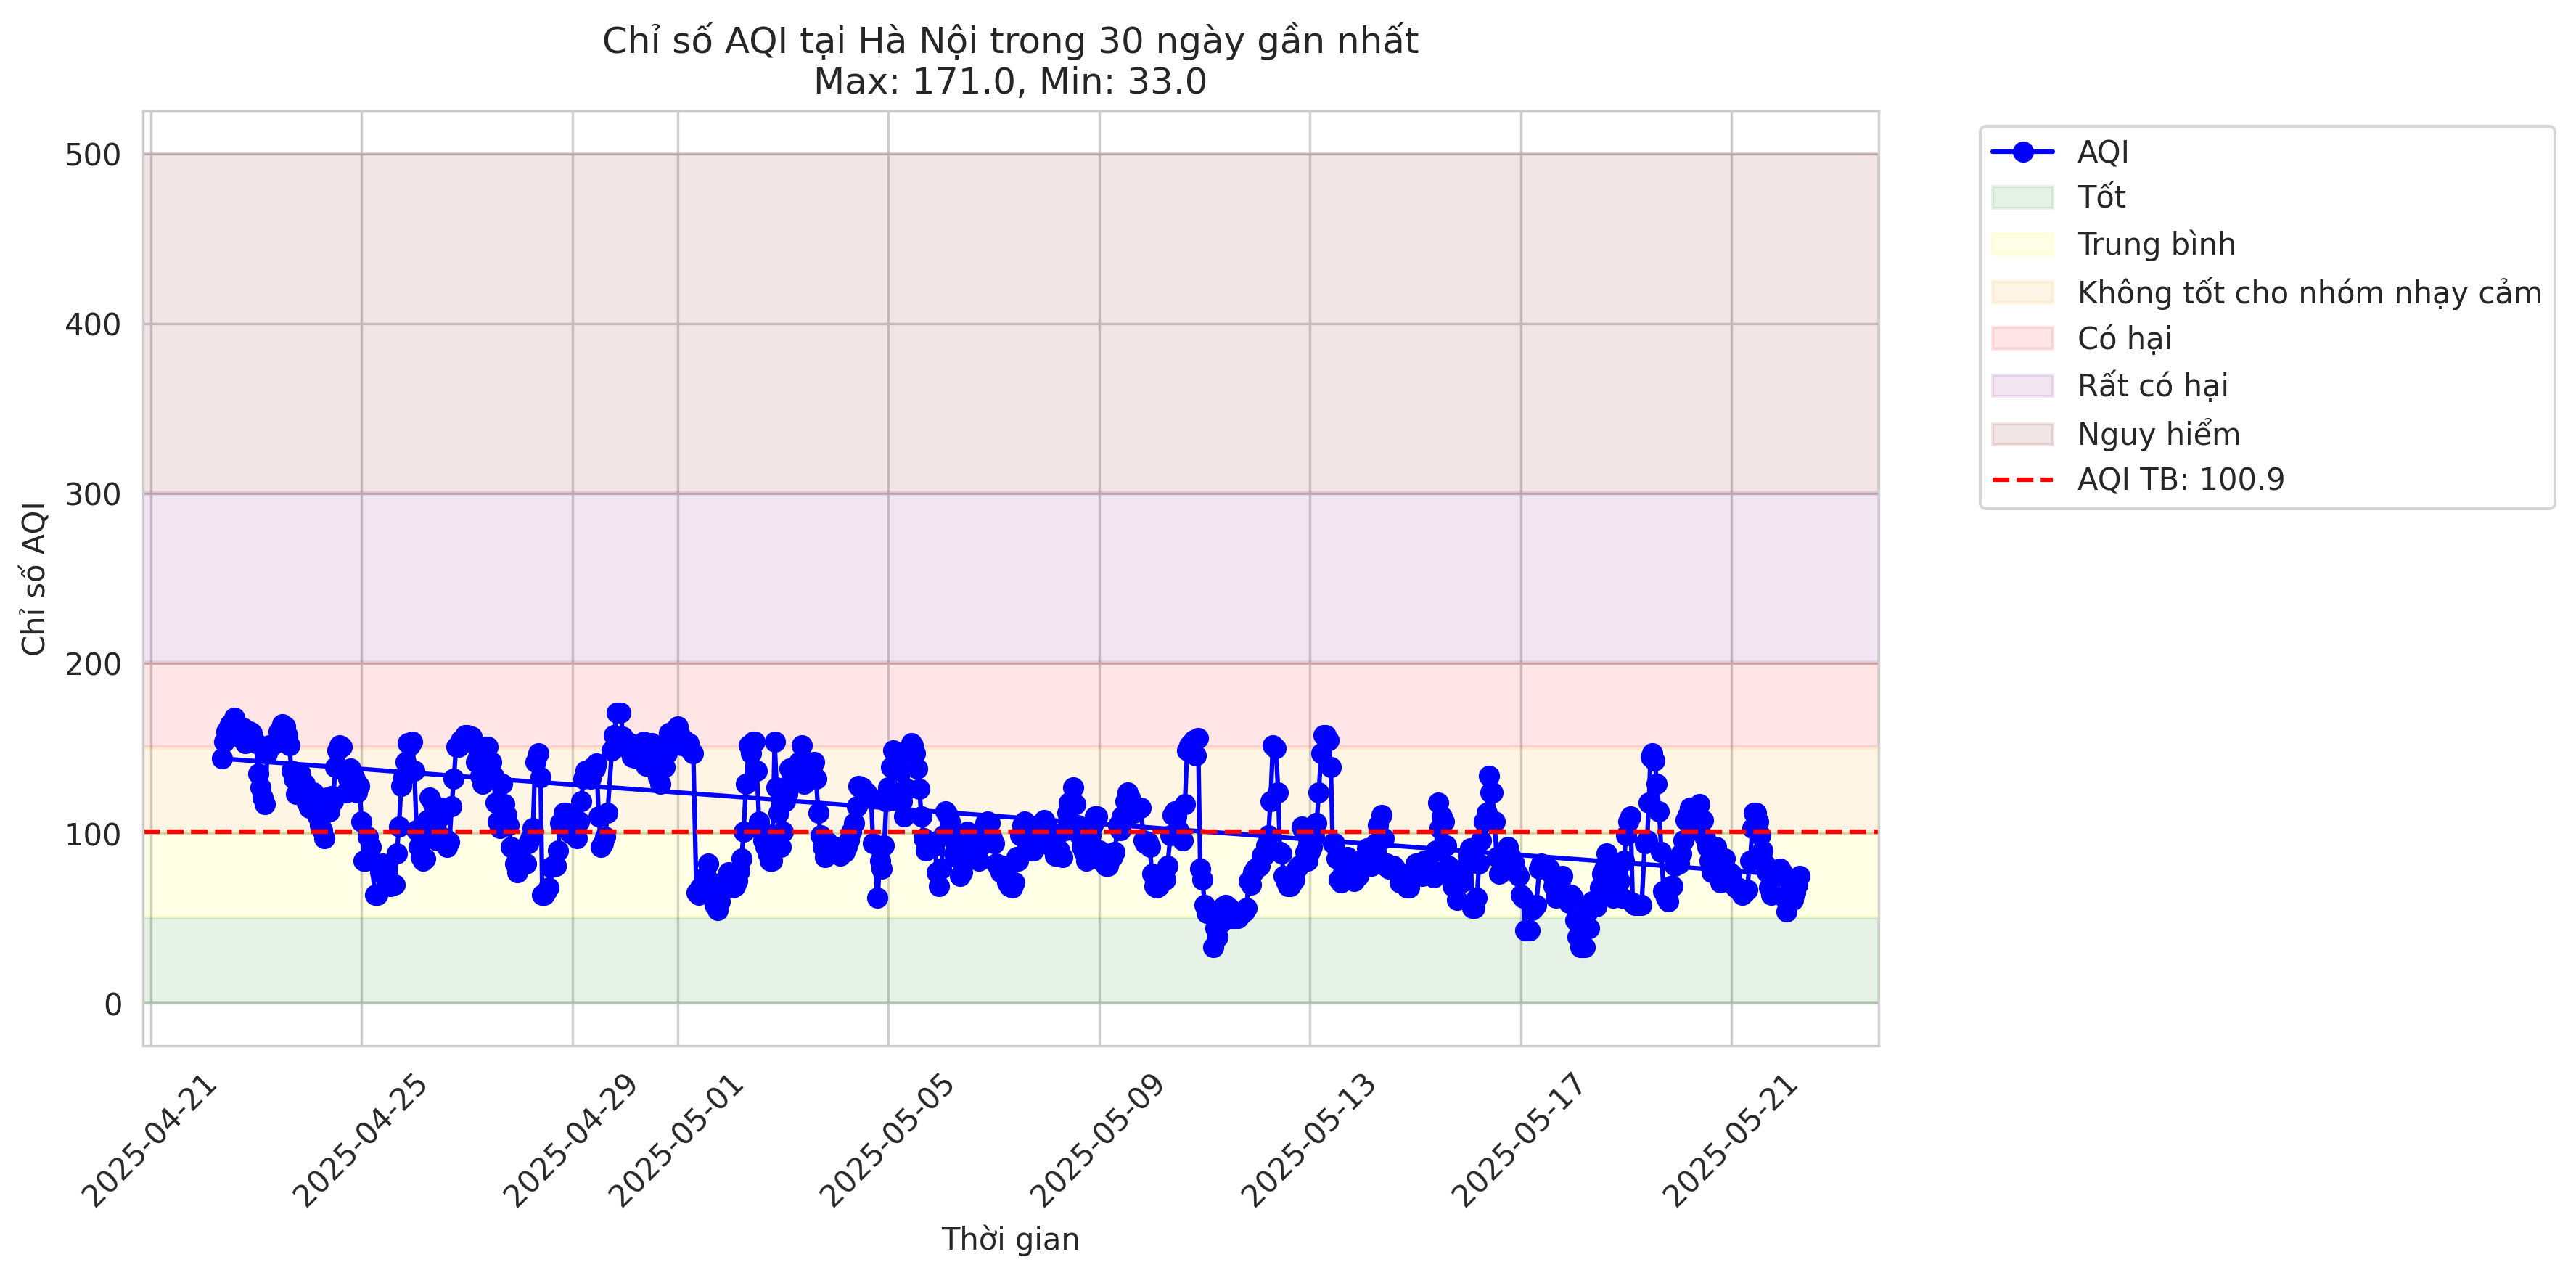 Chỉ số AQI tại Hà Nội trong 30 ngày gần nhất
Max: 171.0, Min: 33.0
Chỉ số AQI
500
400
300
200
100
0
2025-04-21
2025-04-25
2025-04-29
2025-05-01
2025-05-05
2025-05-09
2025-05-13
2025-05-17
2025-05-21
Thời gian
AQI
Tốt
Trung bình
Không tốt cho nhóm nhạy cảm
Có hại
Rất có hại
Nguy hiểm
AQI TB: 100.9